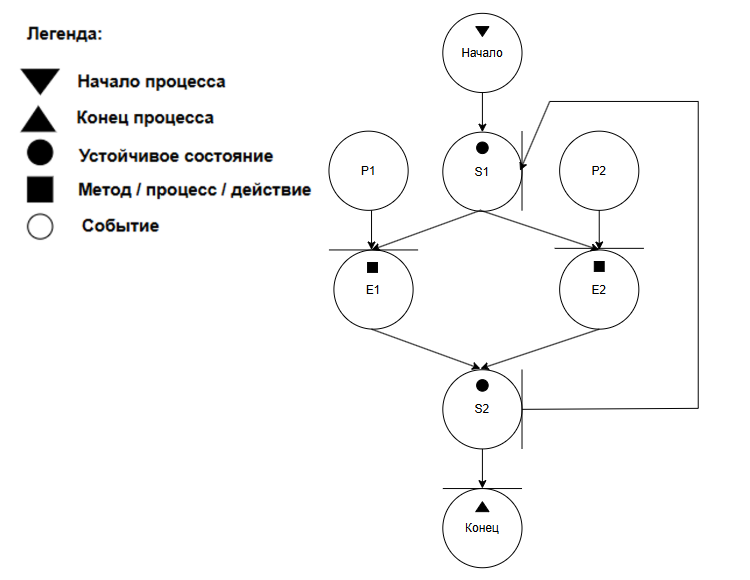 Легенда:
Начало процесса
Конец процесса
Устойчивое состояние
Метод / процесс / действие
Событие
Начало
P1
S1
P2
E1
E2
S2
Конец